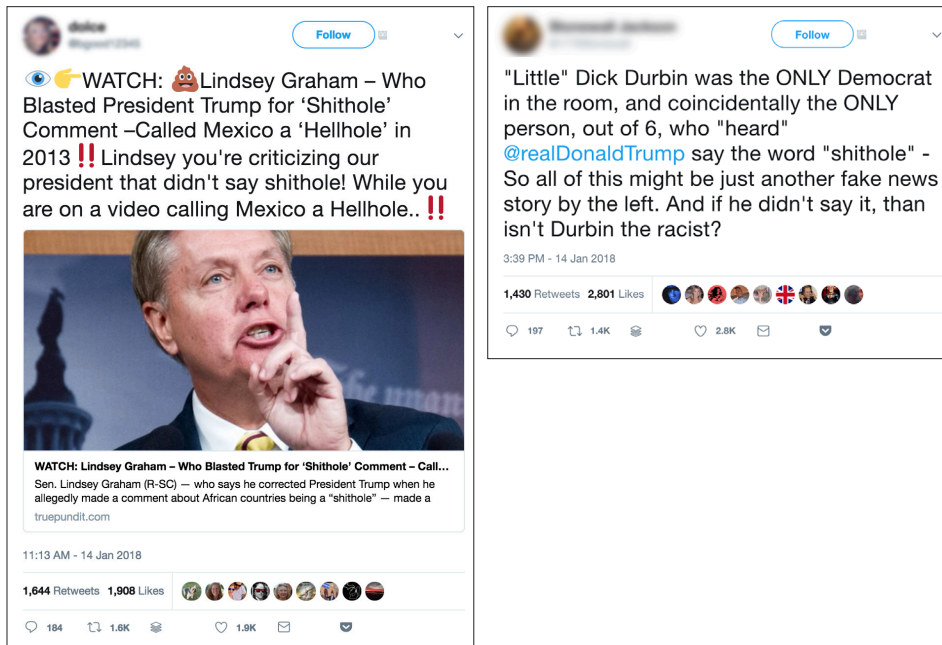 Follow
WATCH: Lindsey Graham – Who
Blasted President Trump for ‘Shithole’
Comment –Called Mexico a ‘Hellhole’ in
2013 ‼ Lindsey you're criticizing our
president that didn't say shithole! While you
are on a video calling Mexico a Hellhole.. ‼
WATCH: Lindsey Graham – Who Blasted Trump for ‘Shithole’ Comment – Call...
Sen. Lindsey Graham (R-SC) — who says he corrected President Trump when he
allegedly made a comment about African countries being a “shithole” — made a
truepundit.com
11:13 AM - 14 Jan 2018
1,644 Retweets 1,908 Likes
184 1.6K 1.9K
Follow
"Little" Dick Durbin was the ONLY Democrat
in the room, and coincidentally the ONLY
person, out of 6, who "heard"
@realDonaldTrump say the word "shithole" -
So all of this might be just another fake news
story by the left. And if he didn't say it, than
isn't Durbin the racist?
3:39 PM - 14 Jan 2018
1,430 Retweets 2,801 Likes
197 1.4K 2.8K